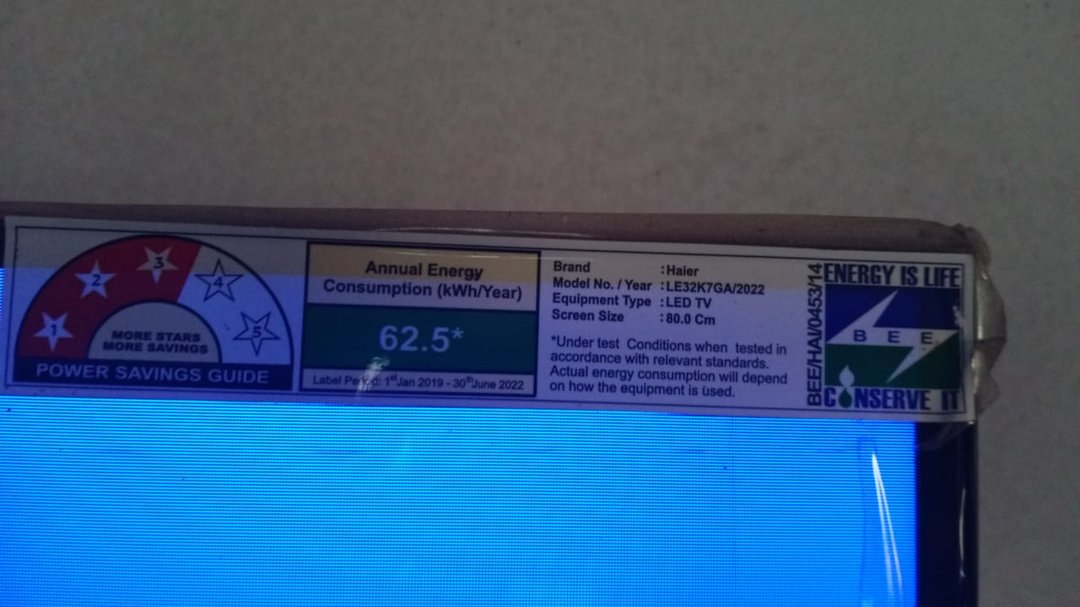 1
2
3
4
5
MORE STARS
MORE SAVINGS
POWER SAVINGS GUIDE
Annual Energy
Consumption (kWh/Year)
62.5*
Label Period: 1st Jan 2019 - 30th June 2022
Brand : Haier
Model No. / Year : LE32K7GA/2022
Equipment Type : LED TV
Screen Size : 80.0 Cm
*Under test Conditions when tested in
accordance with relevant standards.
Actual energy consumption will depend
on how the equipment is used.
BEE/HAI/0453/14
ENERGY IS LIFE
B E E
CONSERVE IT